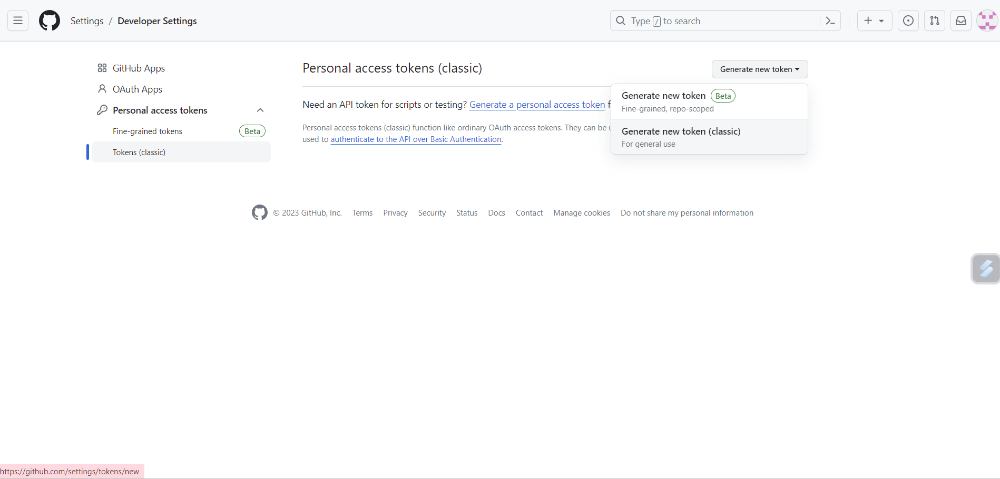 Settings / Developer Settings
Type / to search
GitHub Apps
OAuth Apps
Personal access tokens
Fine-grained tokens Beta
Tokens (classic)
Personal access tokens (classic)
Generate new token
Generate new token Beta
Fine-grained, repo-scoped
Generate new token (classic)
For general use
Need an API token for scripts or testing? Generate a personal access token f
Personal access tokens (classic) function like ordinary OAuth access tokens. They can be u
used to authenticate to the API over Basic Authentication.
© 2023 GitHub, Inc. Terms Privacy Security Status Docs Contact Manage cookies Do not share my personal information
https://github.com/settings/tokens/new